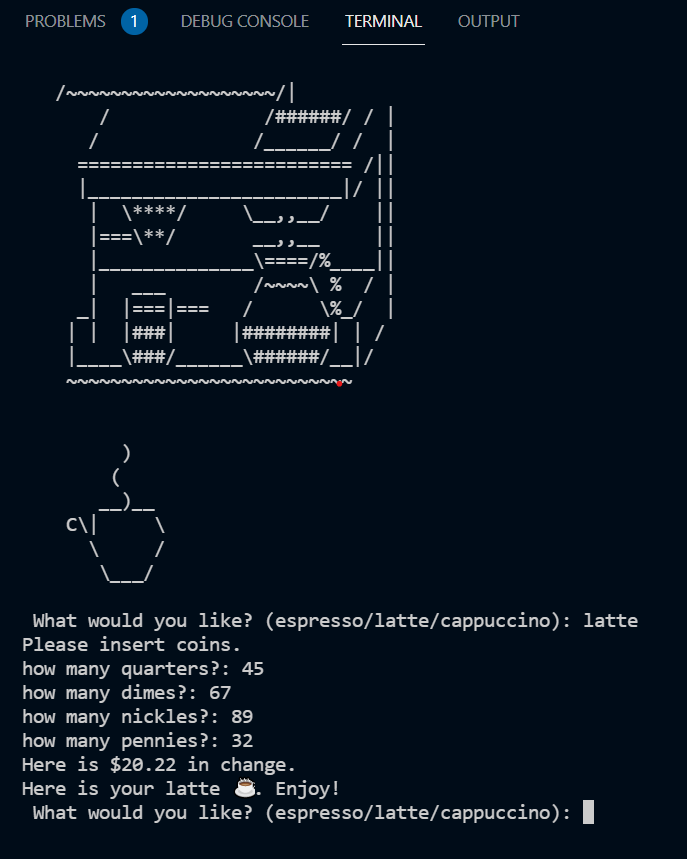 PROBLEMS 1 DEBUG CONSOLE TERMINAL OUTPUT
   /~~~~~~~~~~~~~~~~~~~/|
       /              /######/ / |
      /              /______/ /  |
     ========================= /||
     |_______________________|/ ||
      |  \****/     \__,,__/    ||
      |===\**/       __,,__     ||
      |______________\====/%____||
      |   ___        /~~~~\ %  / |
     _|  |===|===   /      \%_/  |
    | |  |###|     |########| | /
    |____\###/______\######/__|/
    ~~~~~~~~~~~~~~~~~~~~~~~~~~
         )
        (
       __)__
    C\|     \
      \     /
       \___/
 What would you like? (espresso/latte/cappuccino): latte
Please insert coins.
how many quarters?: 45
how many dimes?: 67
how many nickles?: 89
how many pennies?: 32
Here is $20.22 in change.
Here is your latte ☕. Enjoy!
 What would you like? (espresso/latte/cappuccino):